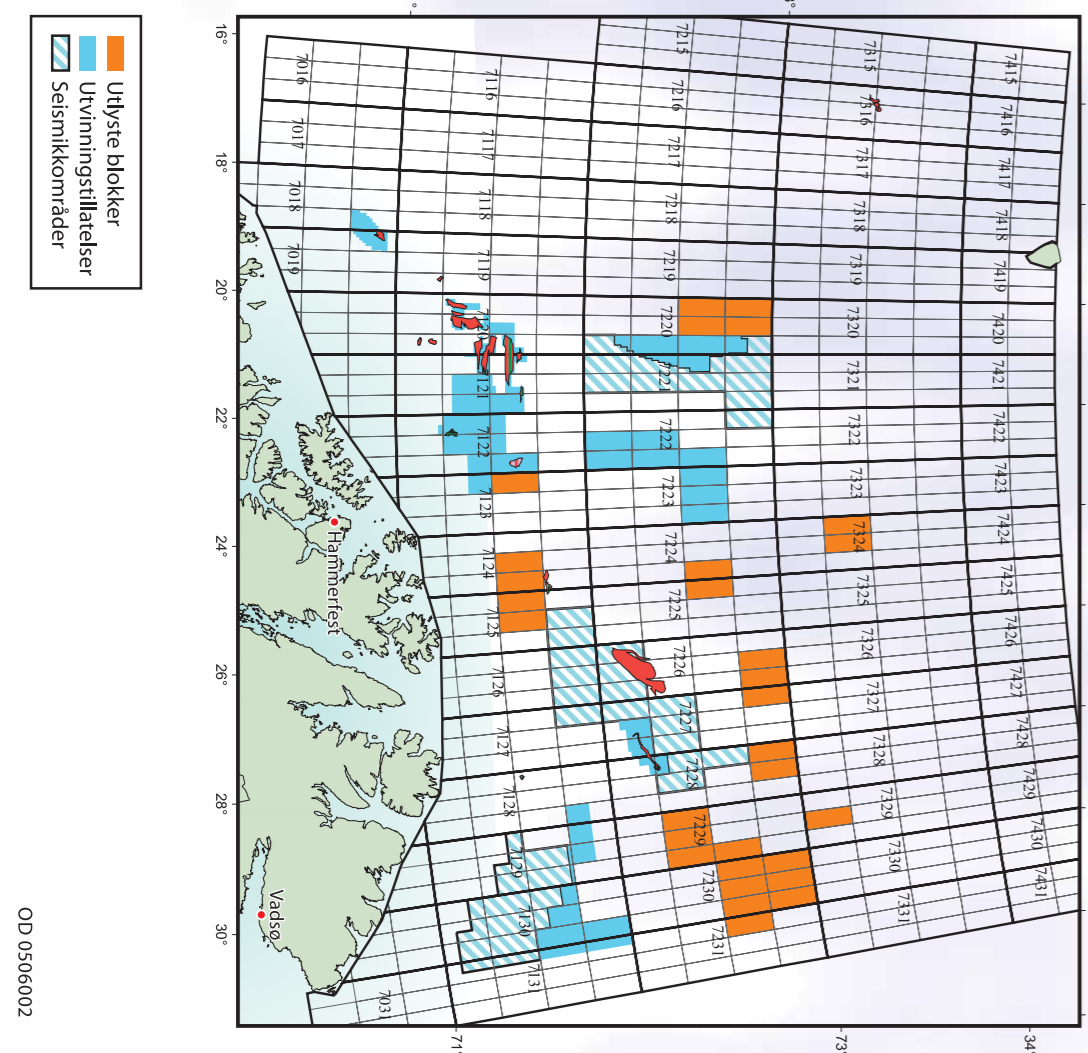 7415 7416 7417 7418 7419 7420 7421 7422 7423 7424 7425 7426 7427 7428 7429 7430 7431
34°
7315 7316 7317 7318 7319 7320 7321 7322 7323 7324 7325 7326 7327 7328 7329 7330 7331
3° 73°
7215 7216 7217 7218 7219 7220 7221 7222 7223 7224 7225 7226 7227 7228 7229 7230 7231
7116 7117 7118 7119 7120 7121 7122 7123 7124 7125 7126 7127 7128 7129 7130 7131
71°
7016 7017 7018 7019 7031
Hammerfest
Vadsø
16° 18° 20° 22° 24° 26° 28° 30°
Utlyste blokker
Utvinningstillatelser
Seismikkområder
OD 0506002